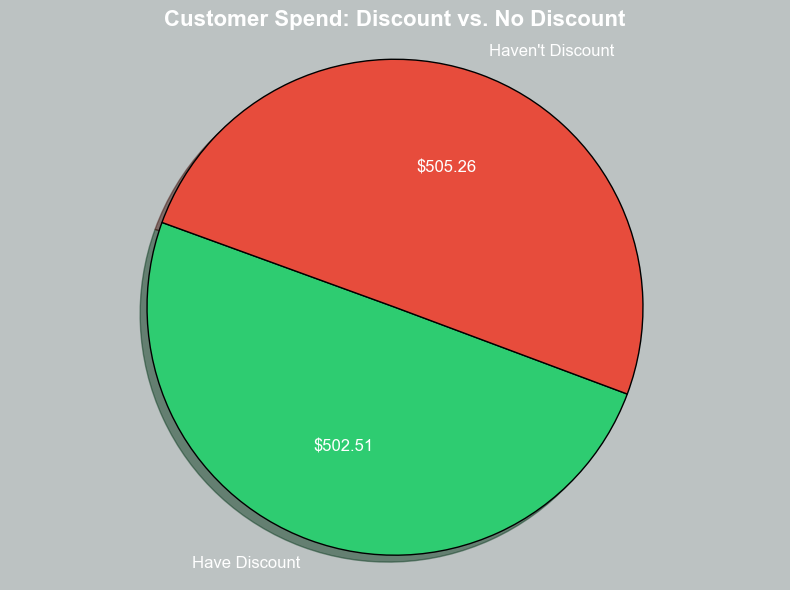 Customer Spend: Discount vs. No Discount
Haven't Discount
$505.26
$502.51
Have Discount